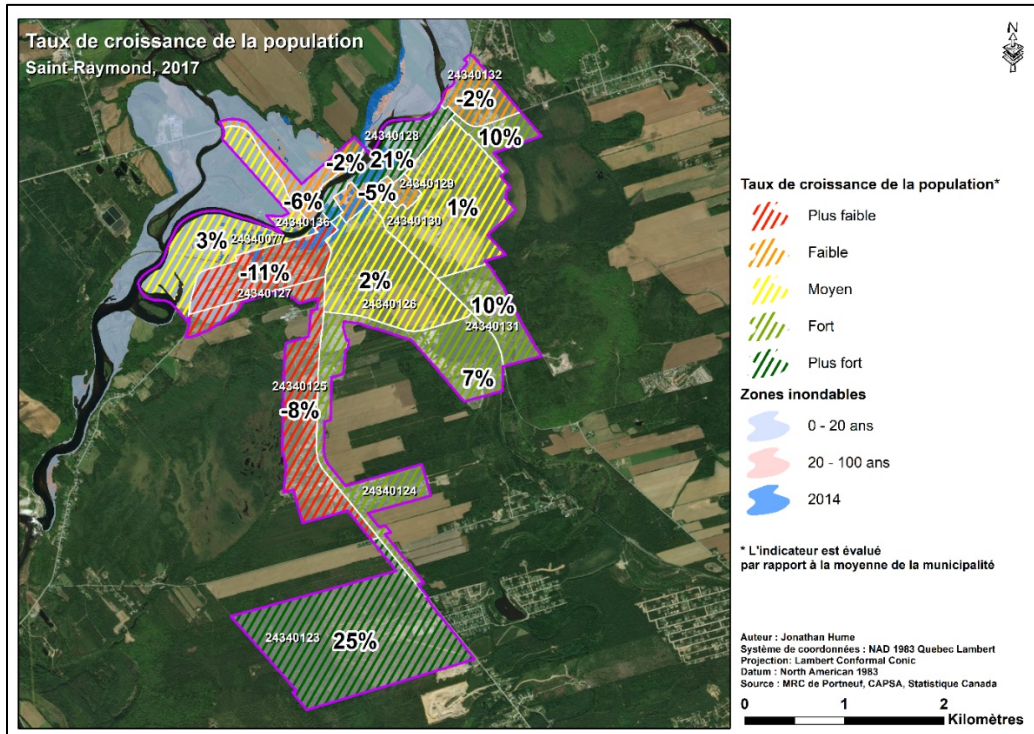 Taux de croissance de la population
Saint-Raymond, 2017
N
24340132
-2%
10%
24340128
-2%
21%
-5%
24340129
-6%
24340136
24340130
1%
3%
24340077
-11%
24340127
2%
24340126
10%
24340131
7%
24340125
-8%
24340124
24340123
25%
Taux de croissance de la population*
Plus faible
Faible
Moyen
Fort
Plus fort
Zones inondables
0 - 20 ans
20 - 100 ans
2014
* L'indicateur est évalué
par rapport à la moyenne de la municipalité
Auteur : Jonathan Hume
Système de coordonnées : NAD 1983 Quebec Lambert
Projection: Lambert Conformal Conic
Datum : North American 1983
Source : MRC de Portneuf, CAPSA, Statistique Canada
0 1 2
Kilomètres